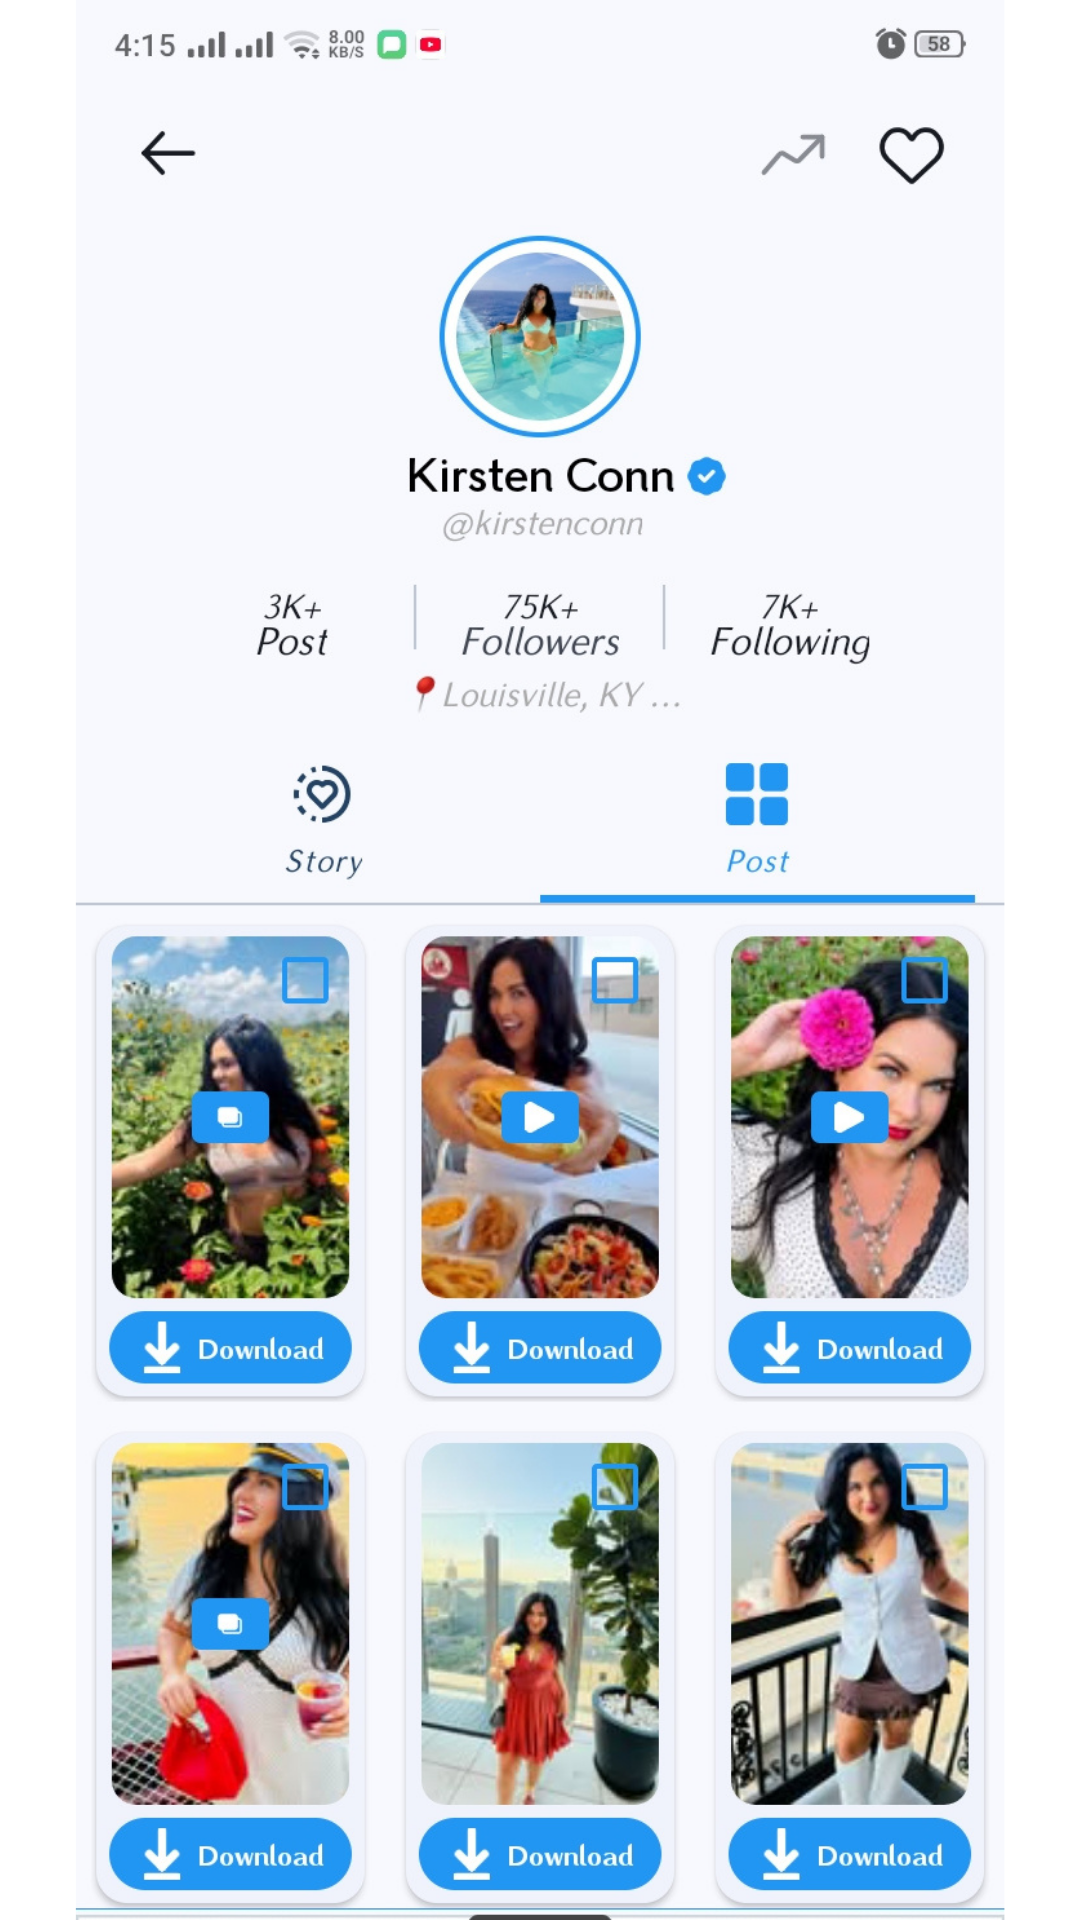 4:15
8.00
KB/S
58
Kirsten Conn
@kirstenconn
3K+
Post
75K+
Followers
7K+
Following
Louisville, KY ...
Story
Post
Download
Download
Download
Download
Download
Download